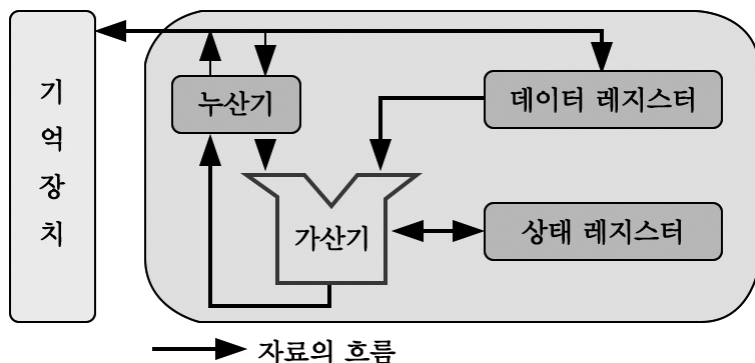 기억장치
누산기
데이터 레지스터
가산기
상태 레지스터
자료의 흐름